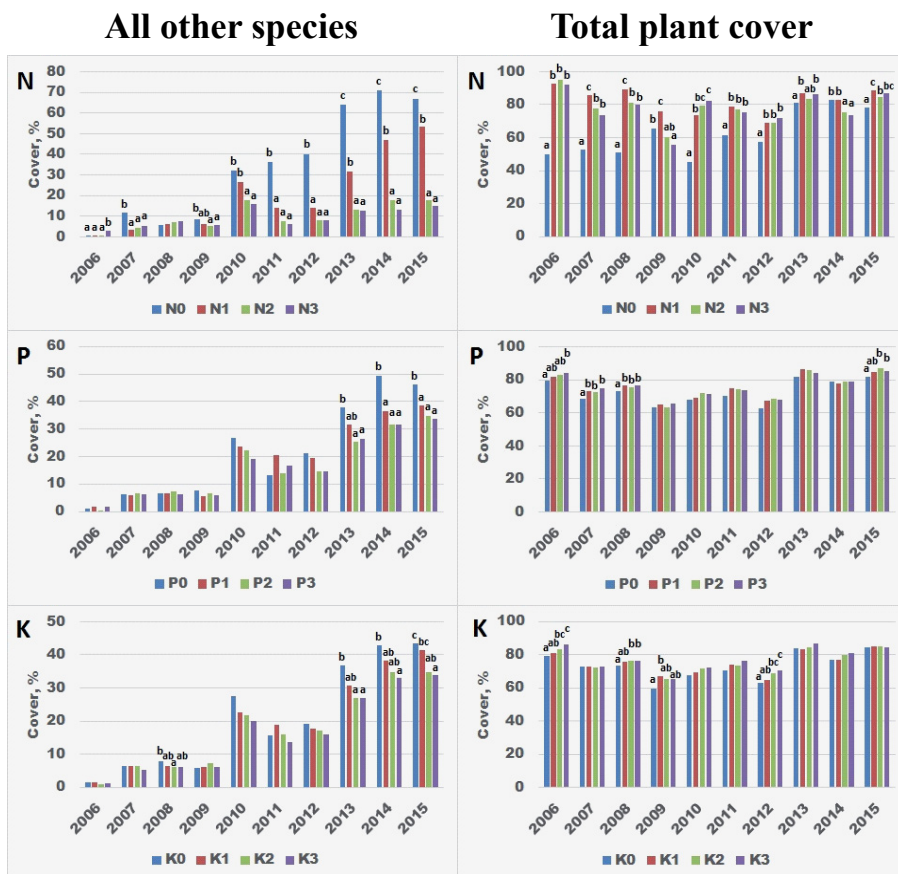 All other species
Total plant cover
N
Cover, %
80
70
60
50
40
30
20
10
0
a a a b
b a a a
b ab a a
b b a a
b a a a
b a a a
c b a a
c b a a
c b a a
2006 2007 2008 2009 2010 2011 2012 2013 2014 2015
N0 N1 N2 N3
N
Cover, %
100
80
60
40
20
0
a b b b
a c b b
a c b b
b c ab a
a b bc c
a b b b
a b b b
a b ab b
b b a a
a c b bc
2006 2007 2008 2009 2010 2011 2012 2013 2014 2015
N0 N1 N2 N3
P
Cover, %
60
50
40
30
20
10
0
b ab a a
b a a a
b a a a
2006 2007 2008 2009 2010 2011 2012 2013 2014 2015
P0 P1 P2 P3
P
Cover, %
100
80
60
40
20
0
a ab ab b
a b b b
a b b b
a ab b b
2006 2007 2008 2009 2010 2011 2012 2013 2014 2015
P0 P1 P2 P3
K
Cover, %
50
40
30
20
10
0
b ab a ab
b ab a a
b ab ab a
c bc ab a
2006 2007 2008 2009 2010 2011 2012 2013 2014 2015
K0 K1 K2 K3
K
Cover, %
100
80
60
40
20
0
a ab bc c
a ab b b
a b ab ab
a ab bc c
2006 2007 2008 2009 2010 2011 2012 2013 2014 2015
K0 K1 K2 K3